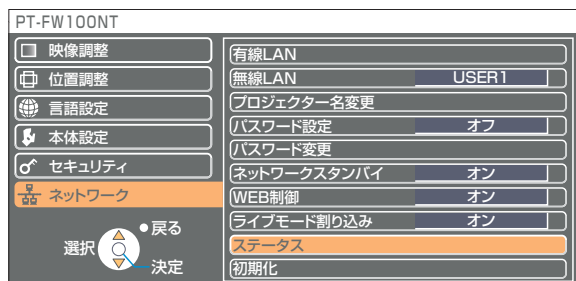 PT-FW100NT
映像調整
位置調整
言語設定
本体設定
セキュリティ
ネットワーク
戻る
選択
決定
有線LAN
無線LAN USER1
プロジェクター名変更
パスワード設定 オフ
パスワード変更
ネットワークスタンバイ オン
WEB制御 オン
ライブモード割り込み オン
ステータス
初期化